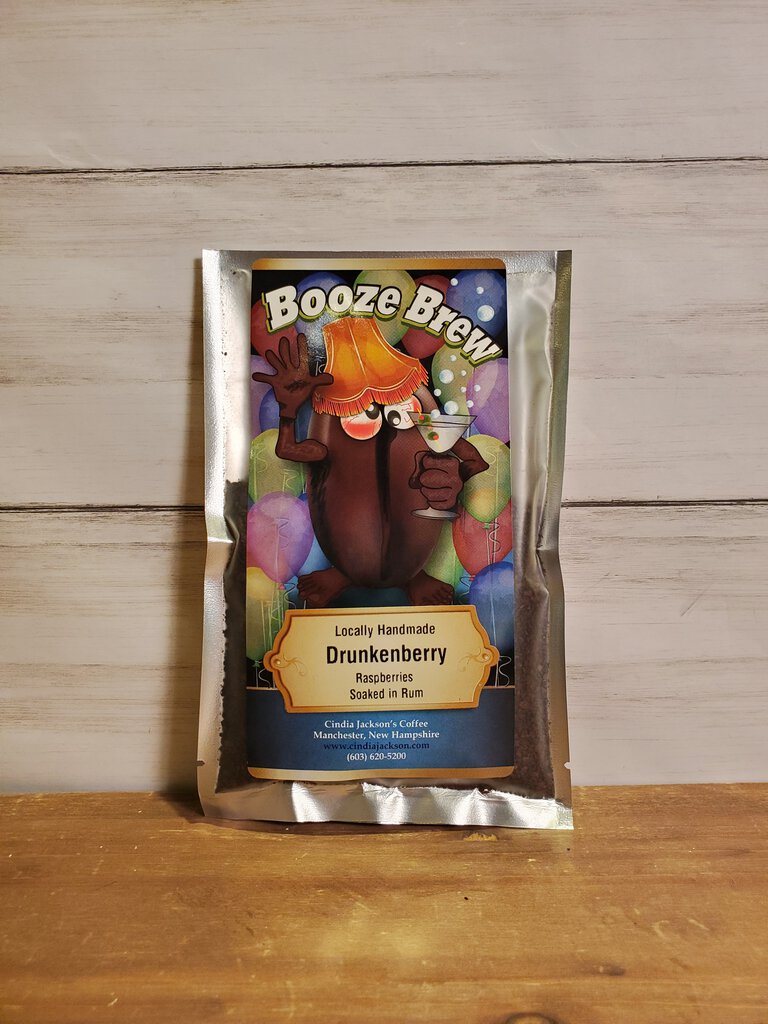 Booze Brew
Locally Handmade
Drunkenberry
Raspberries
Soaked in Rum
Cindia Jackson's Coffee
Manchester, New Hampshire
www.cindiajackson.com
(603) 620-5200